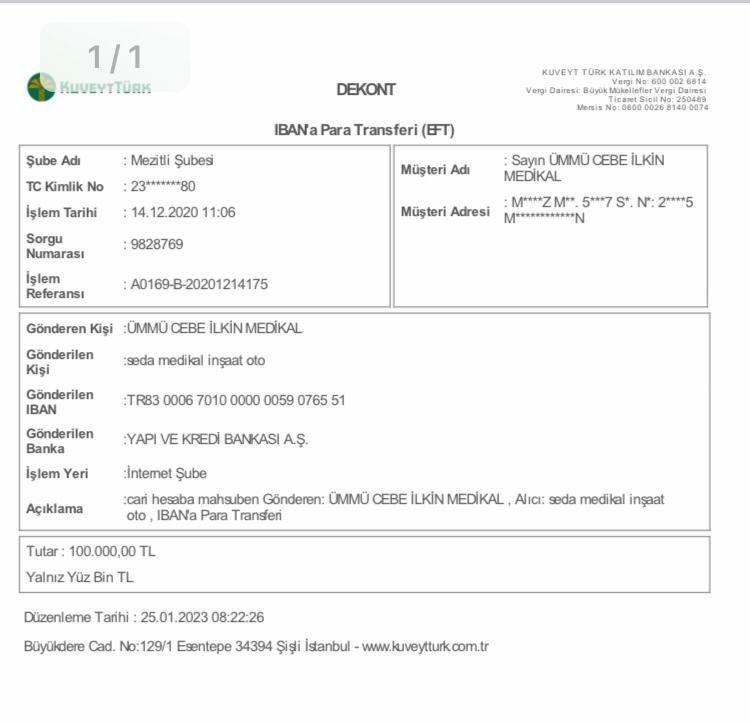 1/1
KUVEYTTÜRK
DEKONT
KUVEYT TÜRK KATILIM BANKASI A.Ş.
Vergi No: 600 002 6814
Vergi Dairesi: Büyük Mükellefler Vergi Dairesi
Ticaret Sicil No: 250489
Mersis No: 0600 0026 8140 0074
IBAN'a Para Transferi (EFT)
Şube Adı : Mezitli Şubesi
TC Kimlik No : 23*******80
İşlem Tarihi : 14.12.2020 11:06
Sorgu
Numarası : 9828769
İşlem
Referansı : A0169-B-20201214175
Müşteri Adı : Sayın ÜMMÜ CEBE İLKİN
MEDİKAL
Müşteri Adresi : M****Z M**. 5***7 S*. N*: 2****5
M************N
Gönderen Kişi :ÜMMÜ CEBE İLKİN MEDİKAL
Gönderilen
Kişi :seda medikal inşaat oto
Gönderilen
IBAN :TR83 0006 7010 0000 0059 0765 51
Gönderilen
Banka :YAPI VE KREDİ BANKASI A.Ş.
İşlem Yeri :İnternet Şube
Açıklama :cari hesaba mahsuben Gönderen: ÜMMÜ CEBE İLKİN MEDİKAL , Alıcı: seda medikal inşaat
oto , IBAN'a Para Transferi
Tutar : 100.000,00 TL
Yalnız Yüz Bin TL
Düzenleme Tarihi : 25.01.2023 08:22:26
Büyükdere Cad. No:129/1 Esentepe 34394 Şişli İstanbul - www.kuveytturk.com.tr